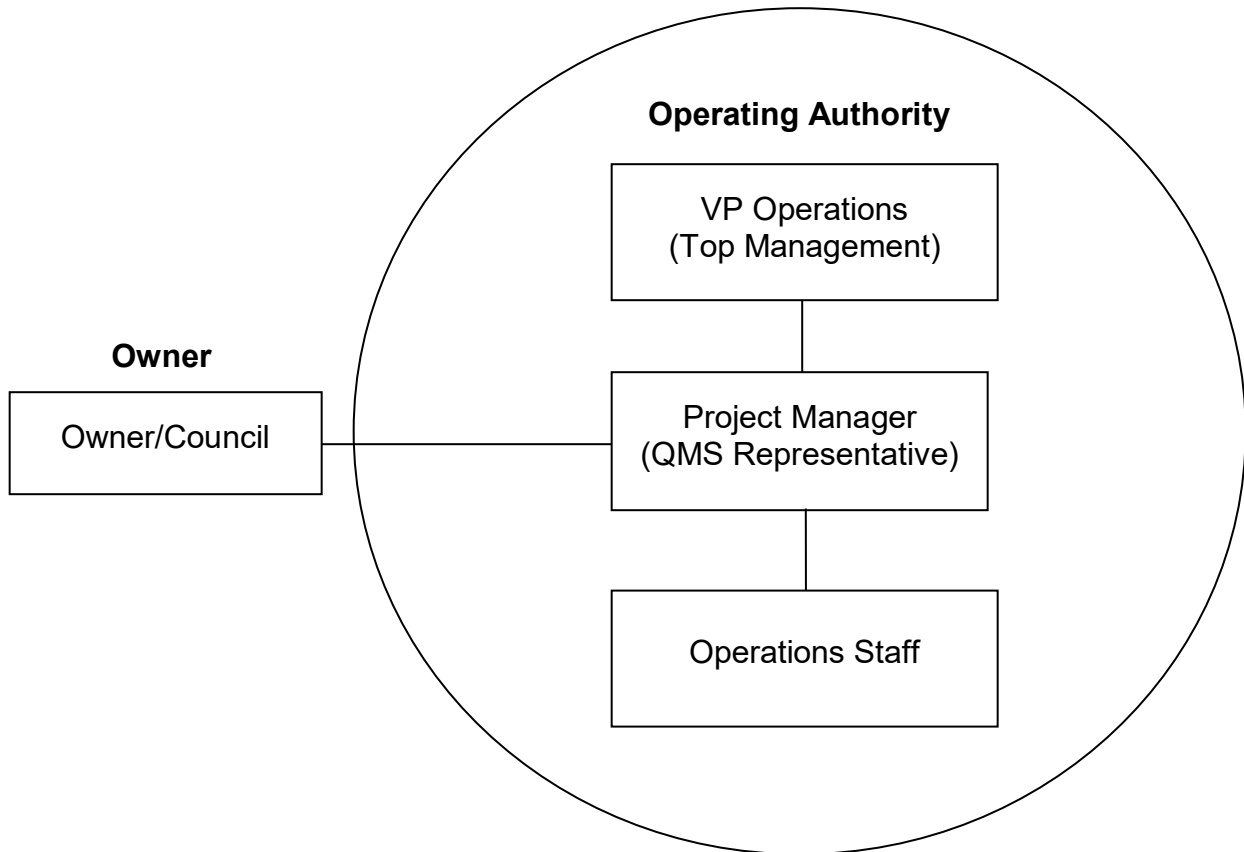 Operating Authority
VP Operations
(Top Management)
Owner
Owner/Council
Project Manager
(QMS Representative)
Operations Staff